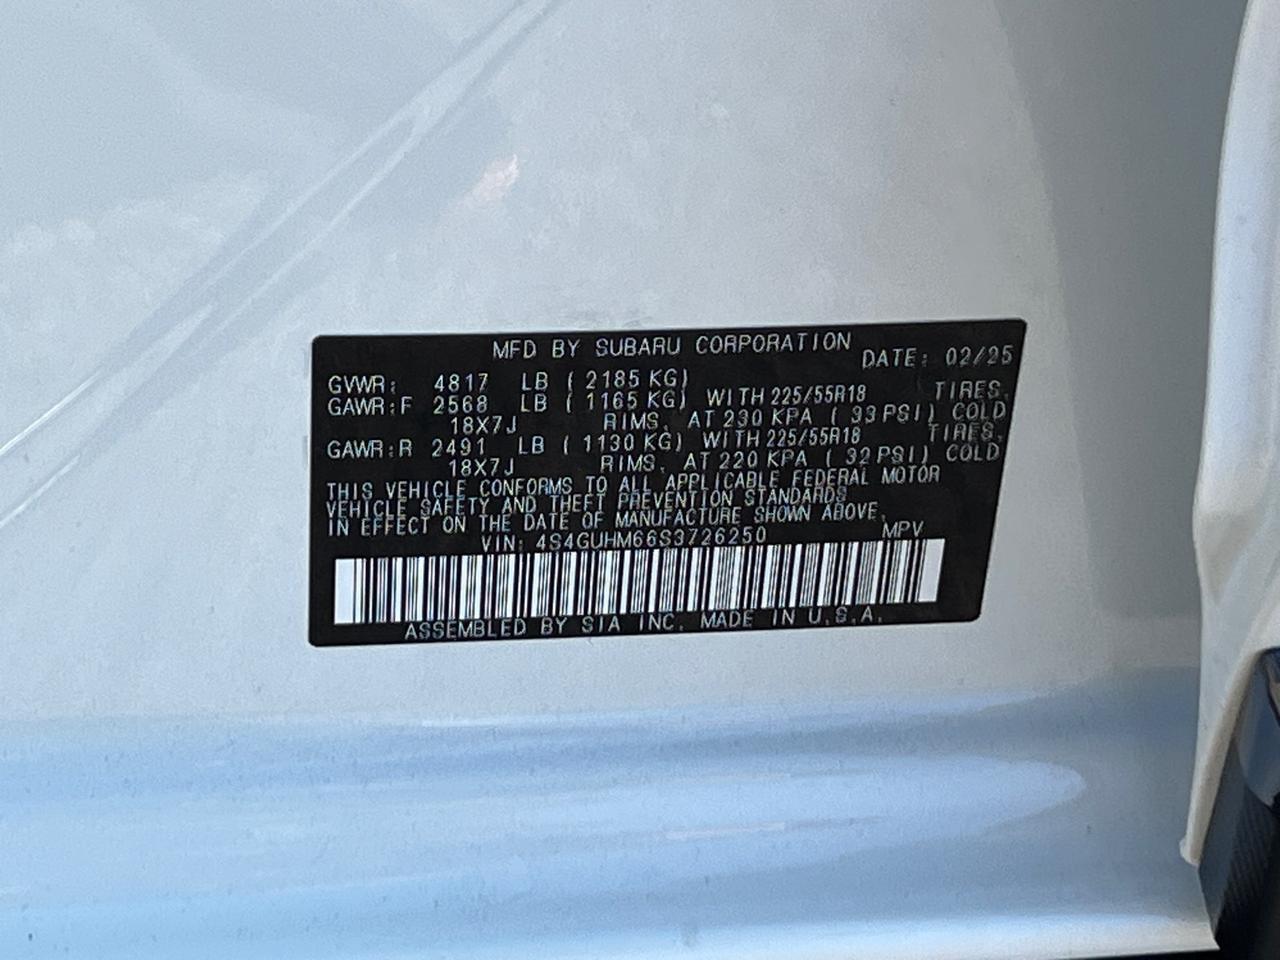 MFD BY SUBARU CORPORATION
DATE: 02/25
GVWR: 4817 LB ( 2185 KG)
GAWR:F 2568 LB ( 1165 KG) WITH 225/55R18 TIRES,
18X7J RIMS, AT 230 KPA ( 33 PSI) COLD
GAWR:R 2491 LB ( 1130 KG) WITH 225/55R18 TIRES,
18X7J RIMS, AT 220 KPA ( 32 PSI) COLD
THIS VEHICLE CONFORMS TO ALL APPLICABLE FEDERAL MOTOR
VEHICLE SAFETY AND THEFT PREVENTION STANDARDS
IN EFFECT ON THE DATE OF MANUFACTURE SHOWN ABOVE.
VIN: 4S4GUHM66S3726250 MPV
ASSEMBLED BY SIA INC. MADE IN U.S.A.